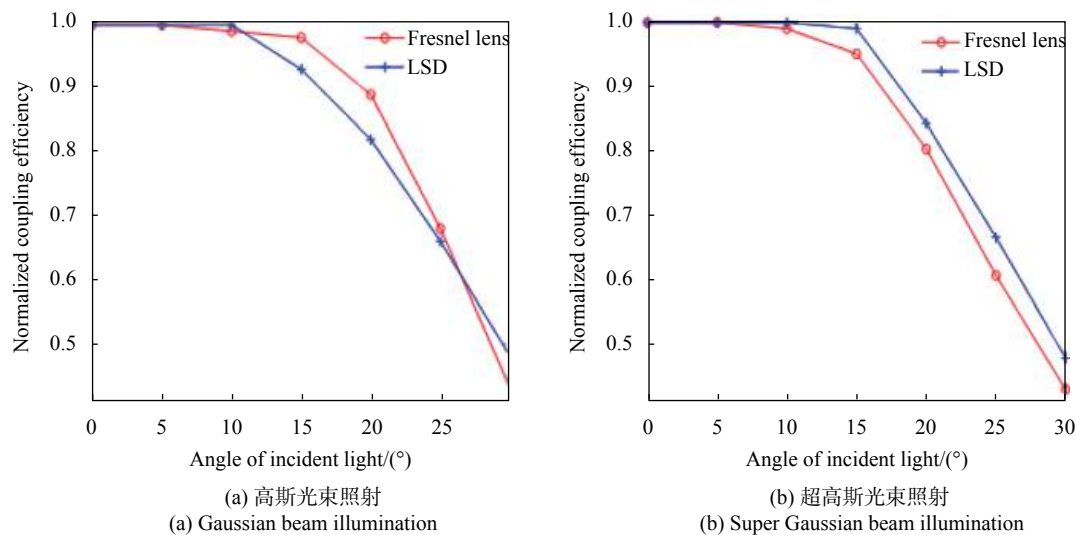 1.0
0.9
0.8
0.7
0.6
0.5
Normalized coupling efficiency
Fresnel lens
LSD
0 5 10 15 20 25
Angle of incident light/(°)
(a) 高斯光束照射
(a) Gaussian beam illumination
1.0
0.9
0.8
0.7
0.6
0.5
Normalized coupling efficiency
Fresnel lens
LSD
0 5 10 15 20 25 30
Angle of incident light/(°)
(b) 超高斯光束照射
(b) Super Gaussian beam illumination